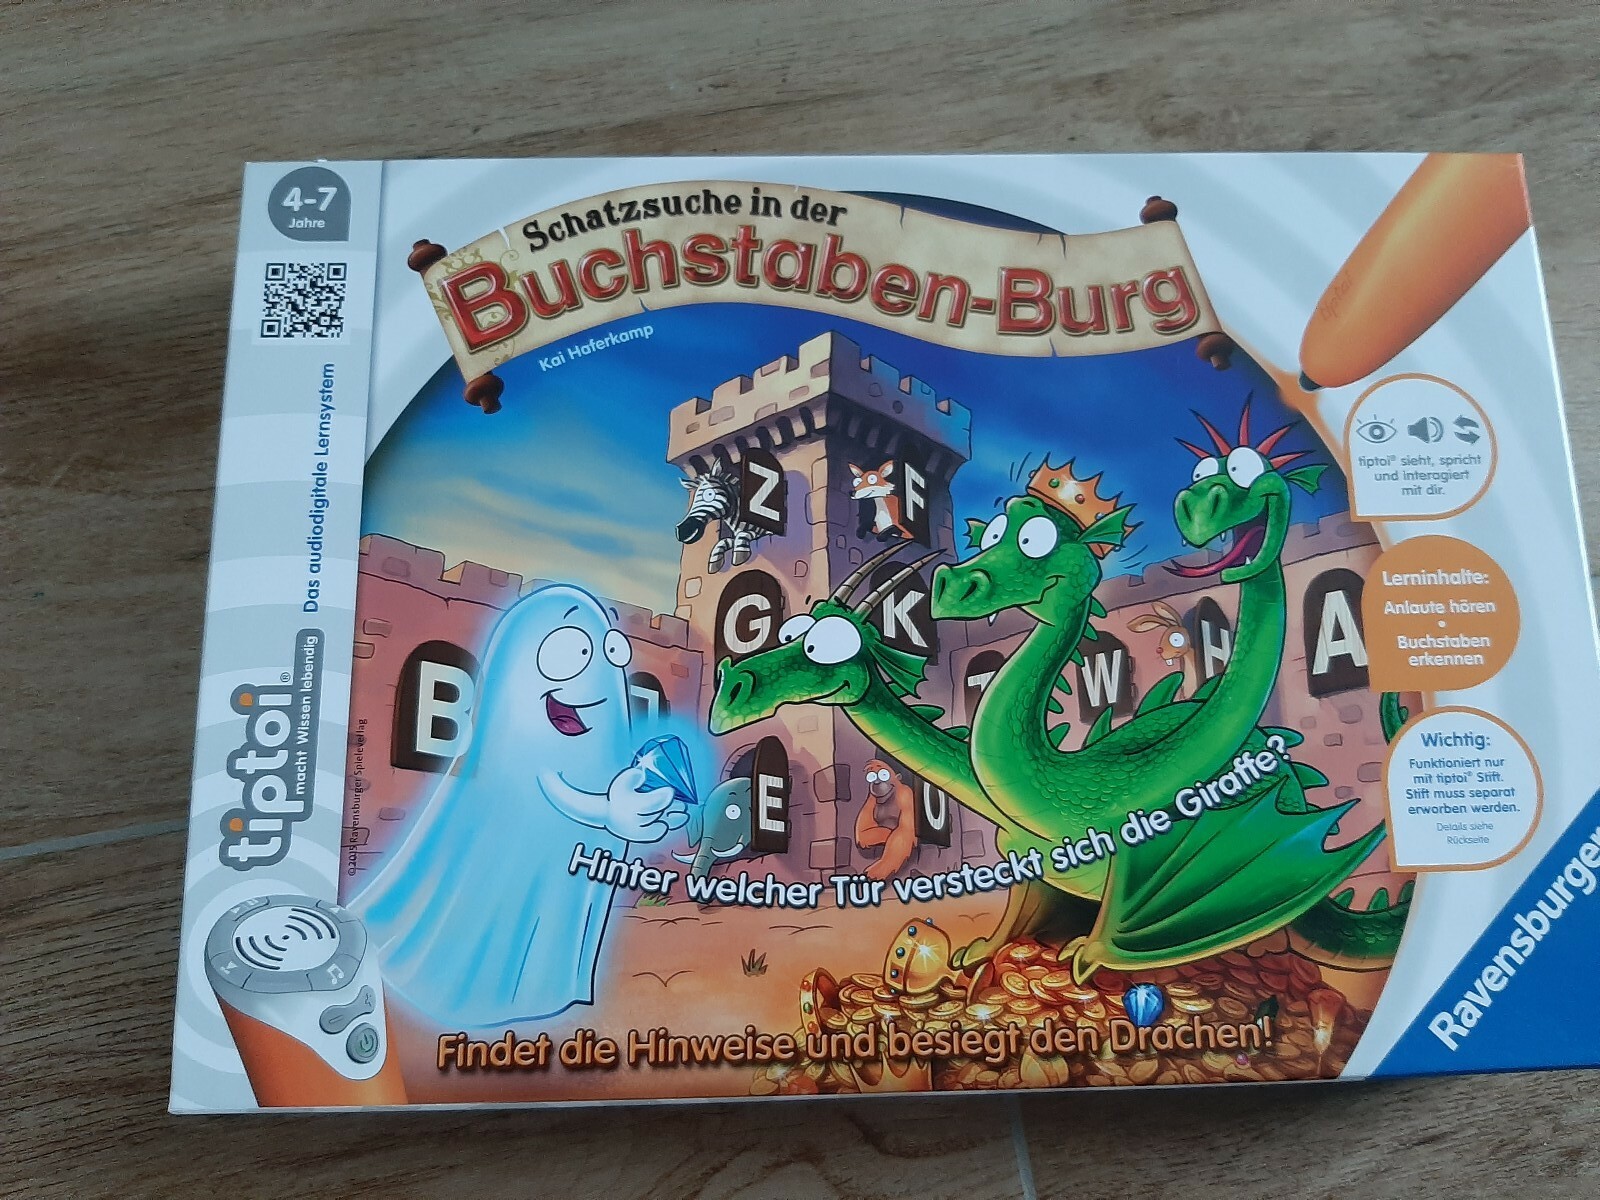 4-7
Jahre
Das audiodigitale Lernsystem
tiptoi®
macht Wissen lebendig
Schatzsuche in der
Buchstaben-Burg
Kai Haferkamp
tiptoi
tiptoi® sieht, spricht
und interagiert
mit dir.
Lerninhalte:
Anlaute hören
•
Buchstaben
erkennen
Wichtig:
Funktioniert nur
mit tiptoi® Stift.
Stift muss separat
erworben werden.
Details siehe
Rückseite
Z
F
G
K
B
T
W
H
A
E
U
Hinter welcher Tür versteckt sich die Giraffe?
Findet die Hinweise und besiegt den Drachen!
© 2015 Ravensburger Spieleverlag
Ravensburger